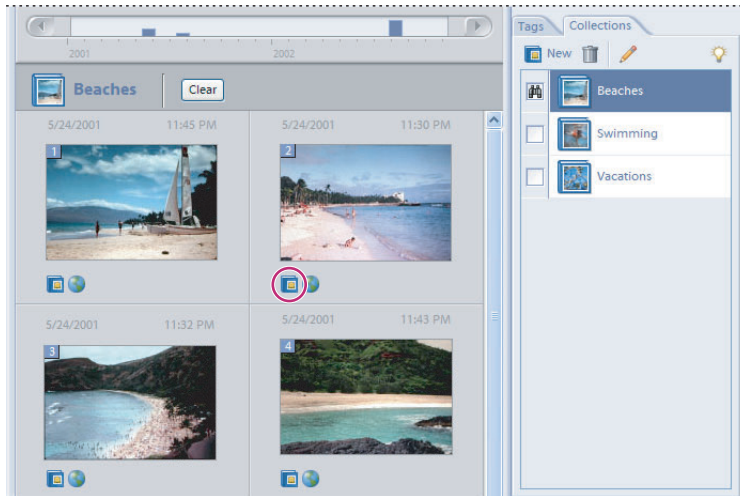 2001 2002
Beaches Clear
5/24/2001 11:45 PM 5/24/2001 11:30 PM
1 2
5/24/2001 11:32 PM 5/24/2001 11:43 PM
3 4
Tags Collections
New
Beaches
Swimming
Vacations